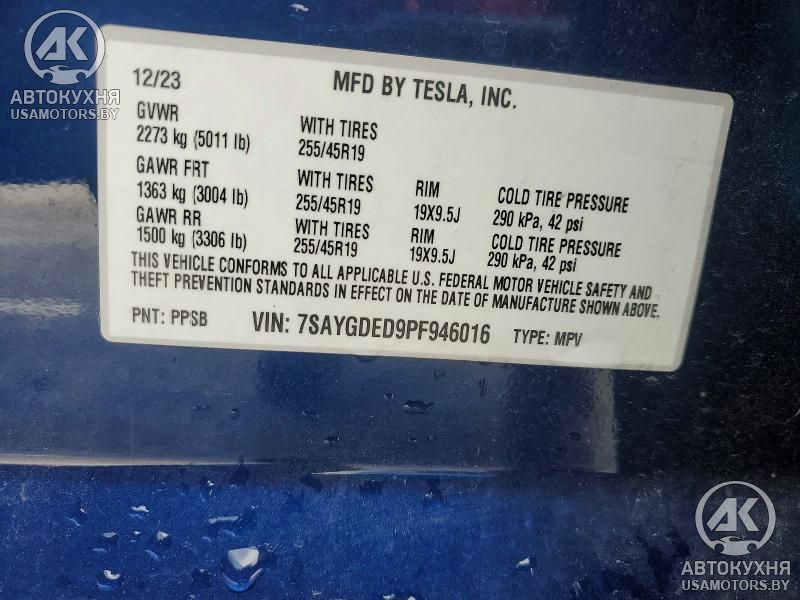 AK
АВТОКУХНЯ
USAMOTORS.BY
12/23 MFD BY TESLA, INC.
GVWR
2273 kg (5011 lb) WITH TIRES 255/45R19
GAWR FRT
1363 kg (3004 lb) WITH TIRES 255/45R19 RIM 19X9.5J COLD TIRE PRESSURE 290 kPa, 42 psi
GAWR RR
1500 kg (3306 lb) WITH TIRES 255/45R19 RIM 19X9.5J COLD TIRE PRESSURE 290 kPa, 42 psi
THIS VEHICLE CONFORMS TO ALL APPLICABLE U.S. FEDERAL MOTOR VEHICLE SAFETY AND
THEFT PREVENTION STANDARDS IN EFFECT ON THE DATE OF MANUFACTURE SHOWN ABOVE.
PNT: PPSB VIN: 7SAYGDED9PF946016 TYPE: MPV
AK
АВТОКУХНЯ
USAMOTORS.BY